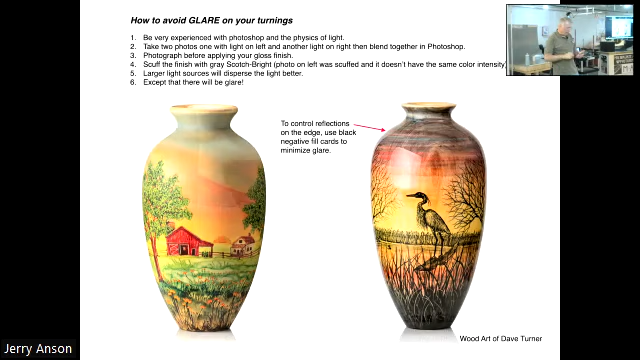 How to avoid GLARE on your turnings
1. Be very experienced with photoshop and the physics of light.
2. Take two photos one with light on left and another light on right then blend together in Photoshop.
3. Photograph before applying your gloss finish.
4. Scuff the finish with gray Scotch-Bright (photo on left was scuffed and it doesn't have the same color intensity)
5. Larger light sources will disperse the light better.
6. Except that there will be glare!
To control reflections
on the edge, use black
negative fill cards to
minimize glare.
Wood Art of Dave Turner
Jerry Anson